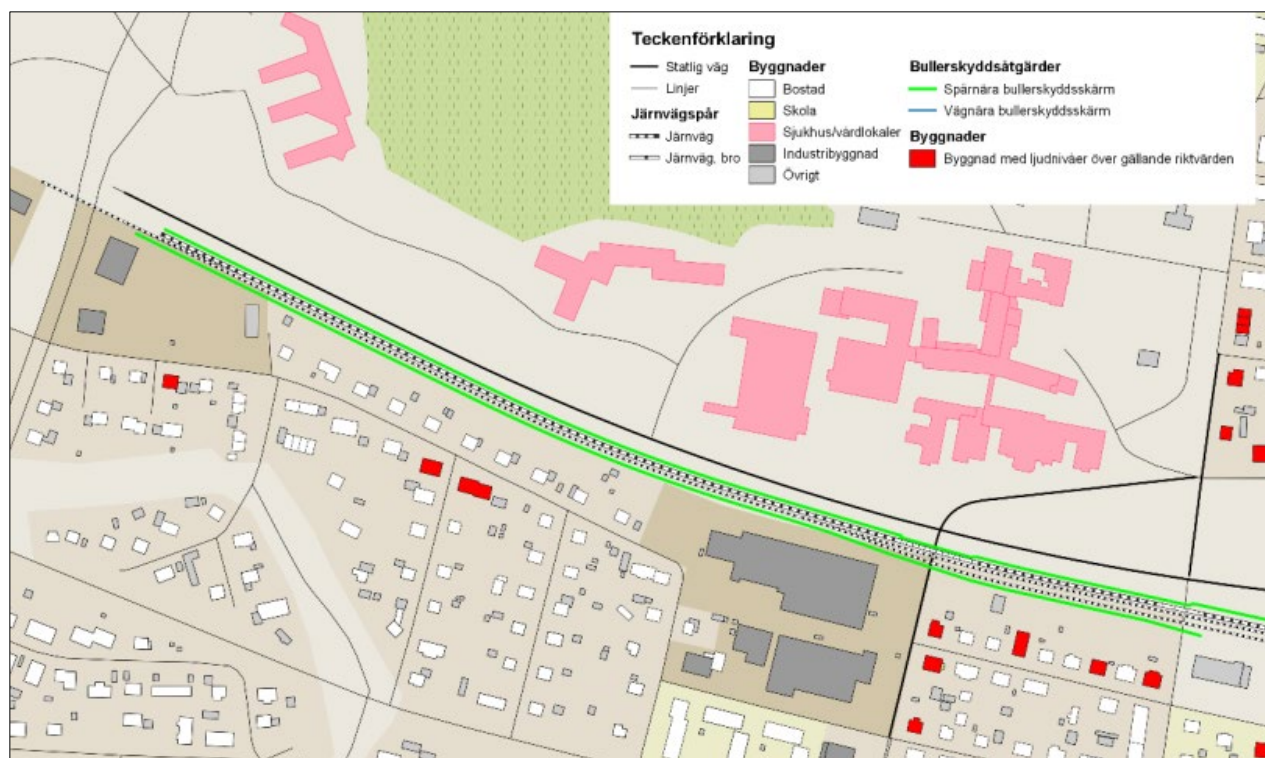 Teckenförklaring
Statlig väg
Linjer
Järnvägspår
Järnväg
Järnväg, bro
Byggnader
Bostad
Skola
Sjukhus/vårdlokaler
Industribyggnad
Övrigt
Bullerskyddsåtgärder
Spårnära bullerskyddsskärm
Vägnära bullerskyddsskärm
Byggnader
Byggnad med ljudnivåer över gällande riktvärden